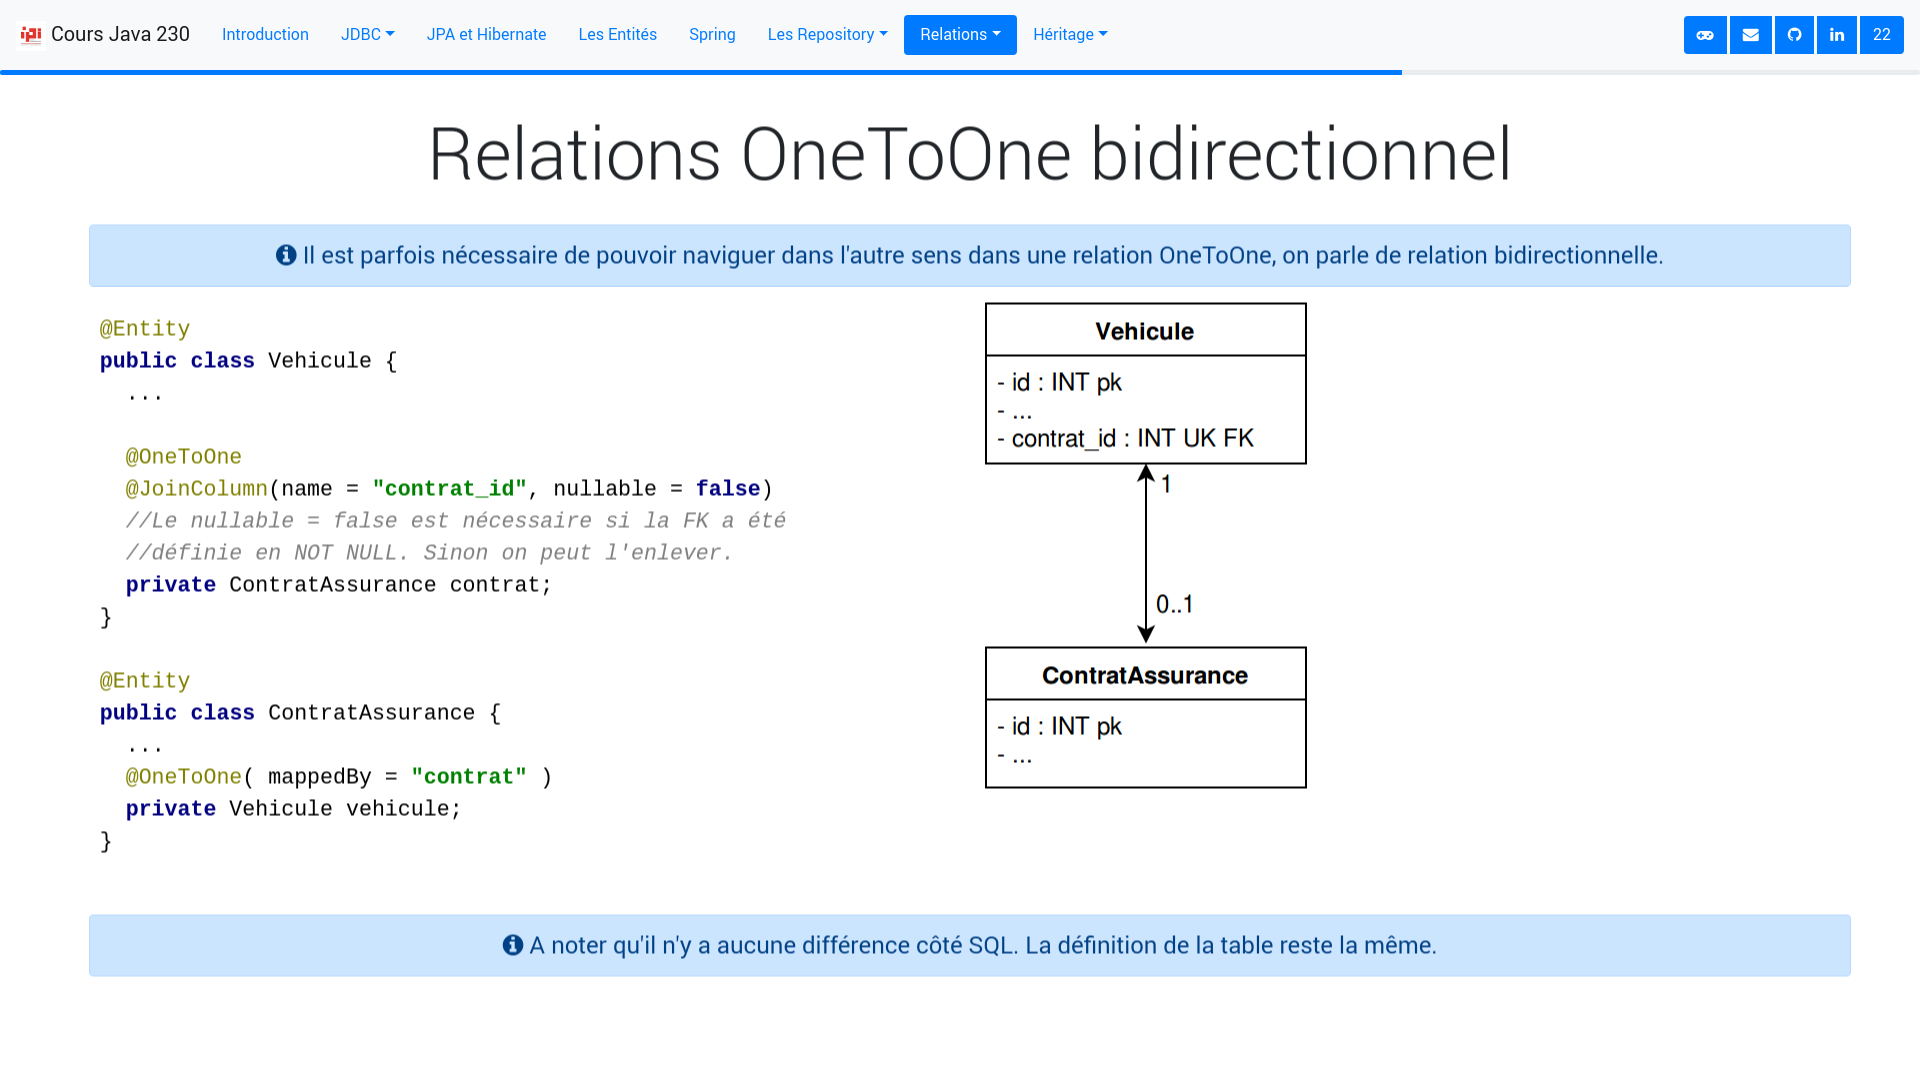 ipi Cours Java 230 Introduction JDBC JPA et Hibernate Les Entités Spring Les Repository Relations Héritage in 22
Relations OneToOne bidirectionnel
Il est parfois nécessaire de pouvoir naviguer dans l'autre sens dans une relation OneToOne, on parle de relation bidirectionnelle.
@Entity
public class Vehicule {
...
@OneToOne
@JoinColumn(name = "contrat_id", nullable = false)
//Le nullable = false est nécessaire si la FK a été
//définie en NOT NULL. Sinon on peut l'enlever.
private ContratAssurance contrat;
}
@Entity
public class ContratAssurance {
...
@OneToOne( mappedBy = "contrat" )
private Vehicule vehicule;
}
Vehicule
- id : INT pk
- ...
- contrat_id : INT UK FK
1
0..1
ContratAssurance
- id : INT pk
- ...
A noter qu'il n'y a aucune différence côté SQL. La définition de la table reste la même.